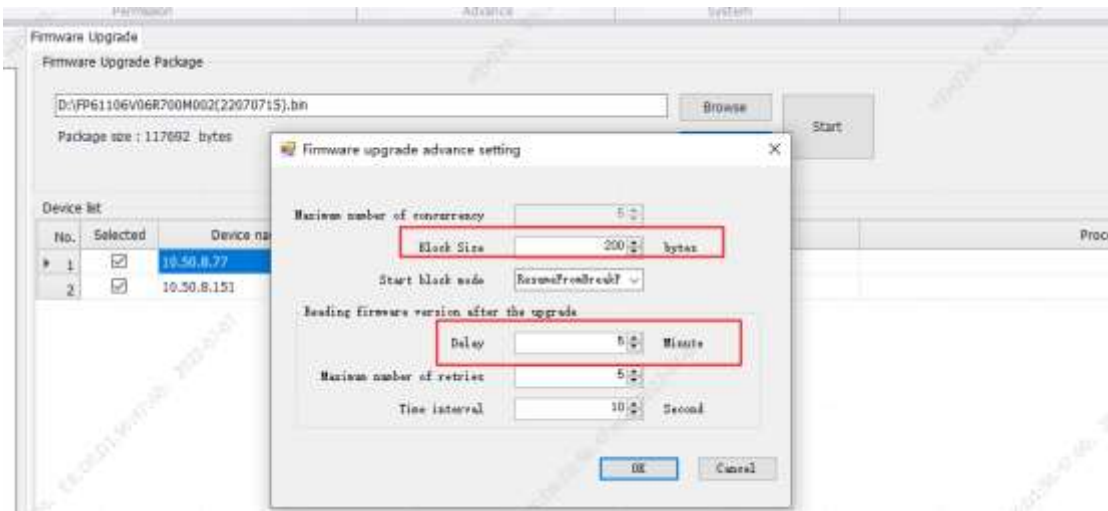 Permission Advance System
Firmware Upgrade
Firmware Upgrade Package
D:\FP61106V06R700M002(22070715).bin Browse
Start
Package size : 117692 bytes
Firmware upgrade advance setting
Device list
Maximum number of concurrency 5
No. Selected Device na Proc
Block Size 200 bytes
1 10.50.8.77
Start block mode ResumeFromBreakP
2 10.50.8.151
Reading firmware version after the upgrade
Delay 5 Minute
Maximum number of retries 5
Time interval 10 Second
OK Cancel